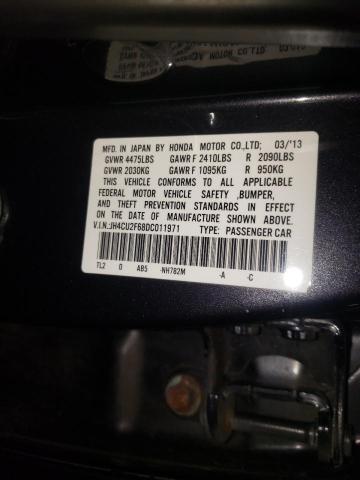 MFD. IN JAPAN BY HONDA MOTOR CO.,LTD; 03/'13
GVWR 4475LBS GAWR F 2410LBS R 2090LBS
GVWR 2030KG GAWR F 1095KG R 950KG
THIS VEHICLE CONFORMS TO ALL APPLICABLE
FEDERAL MOTOR VEHICLE SAFETY ,BUMPER,
AND THEFT PREVENTION STANDARDS IN EFFECT
ON THE DATE OF MANUFACTURE SHOWN ABOVE.
V.I.N.:JH4CU2F68DC011971 TYPE: PASSENGER CAR
TL2 0 AB5 -NH782M -A -C